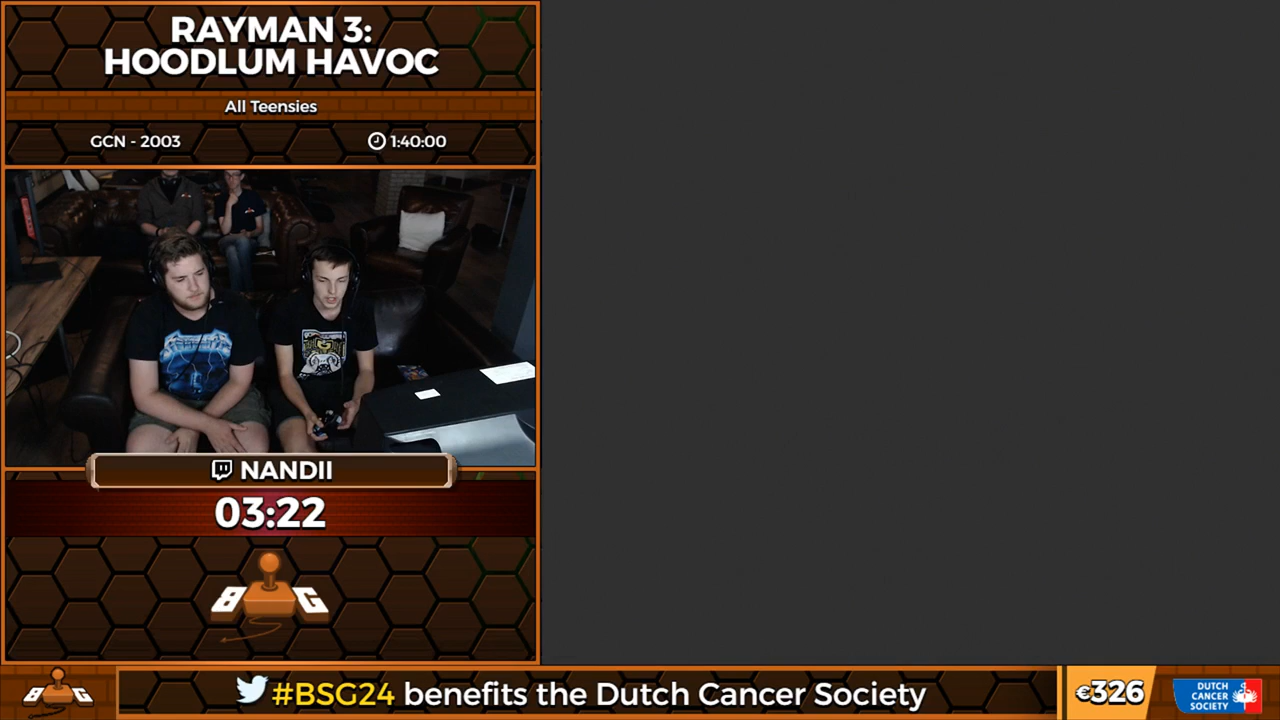 RAYMAN 3:
HOODLUM HAVOC
All Teensies
GCN - 2003
1:40:00
NANDII
03:22
B G
B G
#BSG24 benefits the Dutch Cancer Society
€326
DUTCH
CANCER
SOCIETY